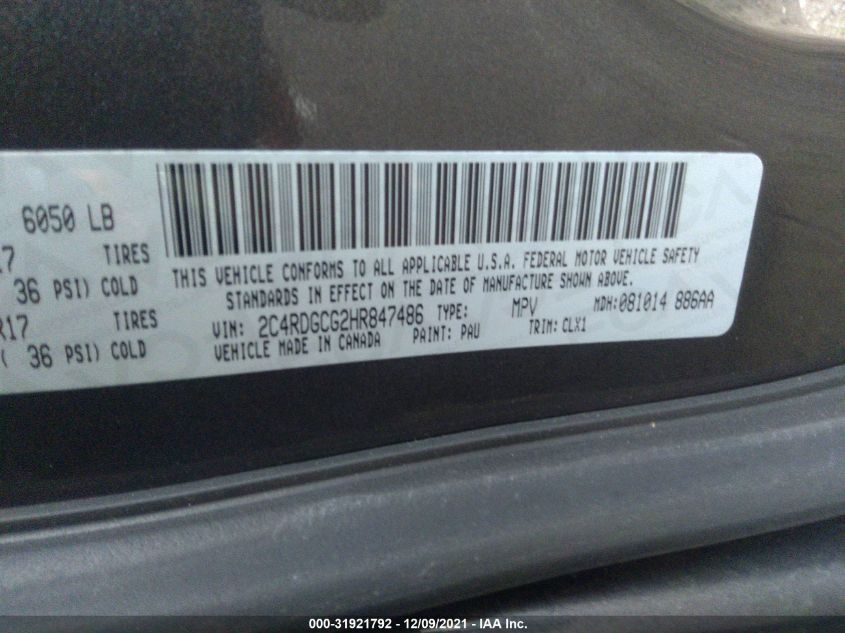 6050 LB
17 TIRES
36 PSI) COLD
R17 TIRES
( 36 PSI) COLD
THIS VEHICLE CONFORMS TO ALL APPLICABLE U.S.A. FEDERAL MOTOR VEHICLE SAFETY
STANDARDS IN EFFECT ON THE DATE OF MANUFACTURE SHOWN ABOVE.
VIN: 2C4RDGCG2HR847486 TYPE: MPV MDH:081014 886AA
VEHICLE MADE IN CANADA PAINT: PAU TRIM: CLX1
000-31921792 - 12/09/2021 - IAA Inc.